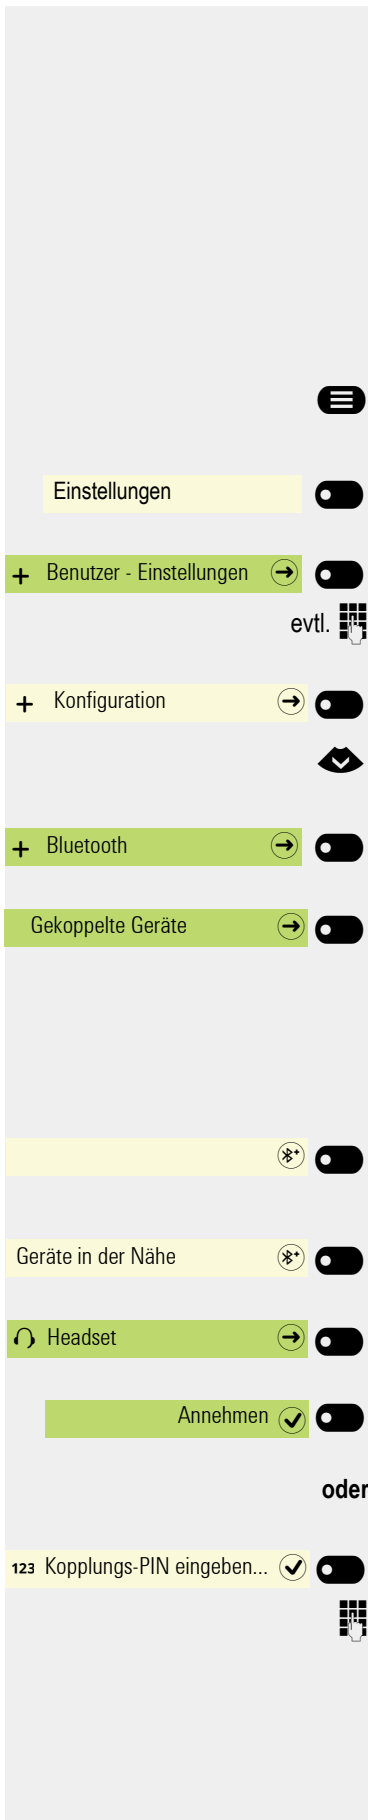 Einstellungen
+ Benutzer - Einstellungen
evtl.
+ Konfiguration
+ Bluetooth
Gekoppelte Geräte
Geräte in der Nähe
Headset
Annehmen
oder
123 Kopplungs-PIN eingeben...